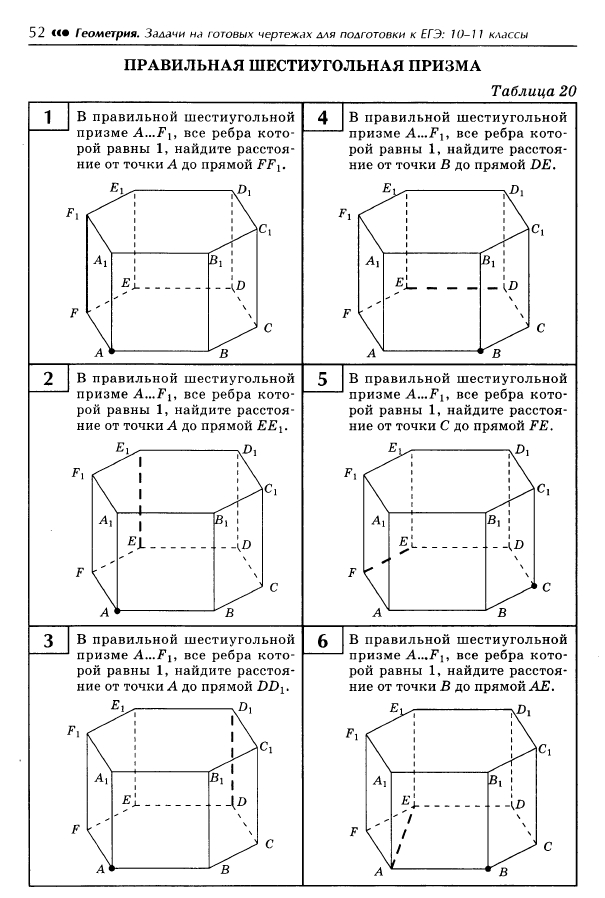 52 Геометрия. Задачи на готовых чертежах для подготовки к ЕГЭ: 10–11 классы
ПРАВИЛЬНАЯ ШЕСТИУГОЛЬНАЯ ПРИЗМА
Таблица 20
1
В правильной шестиугольной
призме A...F₁, все ребра кото-
рой равны 1, найдите расстоя-
ние от точки A до прямой FF₁.
E₁ D₁
F₁
C₁
A₁ B₁
E D
F
C
A B
4
В правильной шестиугольной
призме A...F₁, все ребра кото-
рой равны 1, найдите расстоя-
ние от точки B до прямой DE.
E₁ D₁
F₁
C₁
A₁ B₁
E D
F
C
A B
2
В правильной шестиугольной
призме A...F₁, все ребра кото-
рой равны 1, найдите расстоя-
ние от точки A до прямой EE₁.
E₁ D₁
F₁
C₁
A₁ B₁
E D
F
C
A B
5
В правильной шестиугольной
призме A...F₁, все ребра кото-
рой равны 1, найдите расстоя-
ние от точки C до прямой FE.
E₁ D₁
F₁
C₁
A₁ B₁
E D
F
C
A B
3
В правильной шестиугольной
призме A...F₁, все ребра кото-
рой равны 1, найдите расстоя-
ние от точки A до прямой DD₁.
E₁ D₁
F₁
C₁
A₁ B₁
E D
F
C
A B
6
В правильной шестиугольной
призме A...F₁, все ребра кото-
рой равны 1, найдите расстоя-
ние от точки B до прямой AE.
E₁ D₁
F₁
C₁
A₁ B₁
E D
F
C
A B